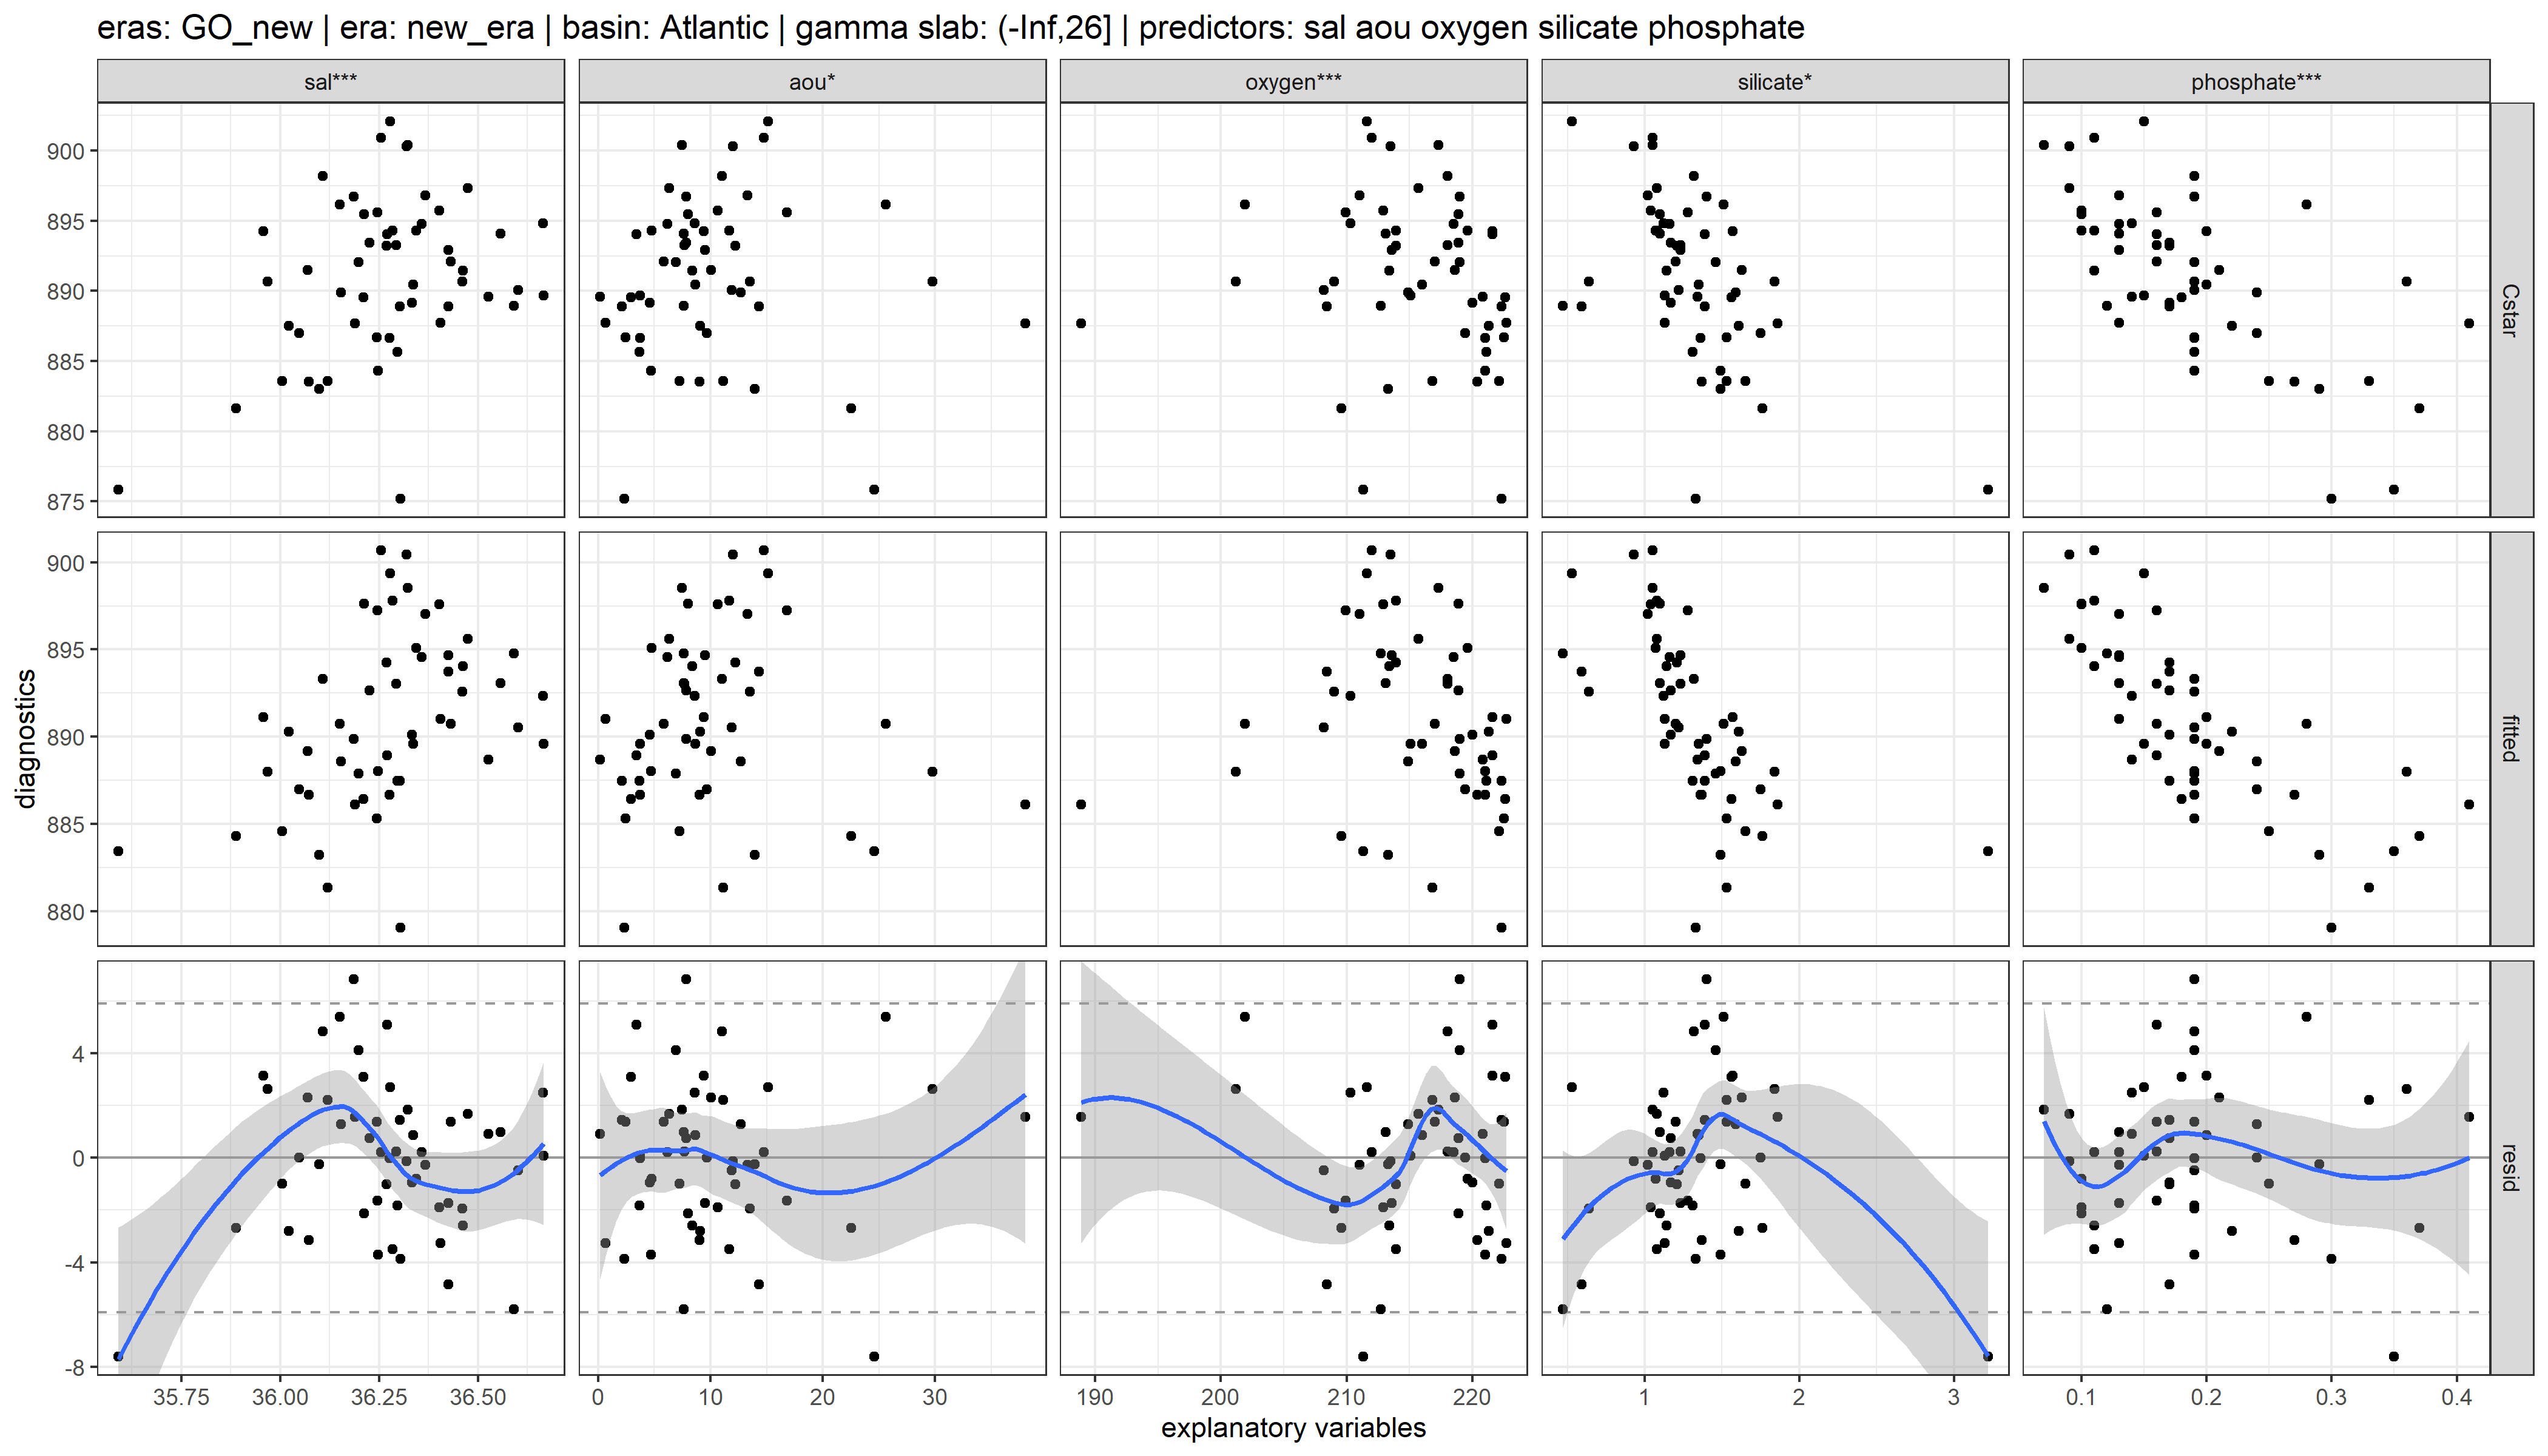 eras: GO_new | era: new_era | basin: Atlantic | gamma slab: (-Inf,26] | predictors: sal aou oxygen silicate phosphate
sal***
aou*
oxygen***
silicate*
phosphate***
900
895
890
885
880
875
Cstar
900
895
890
885
880
fitted
diagnostics
4
0
-4
-8
resid
35.75 36.00 36.25 36.50
0 10 20 30
190 200 210 220
1 2 3
0.1 0.2 0.3 0.4
explanatory variables